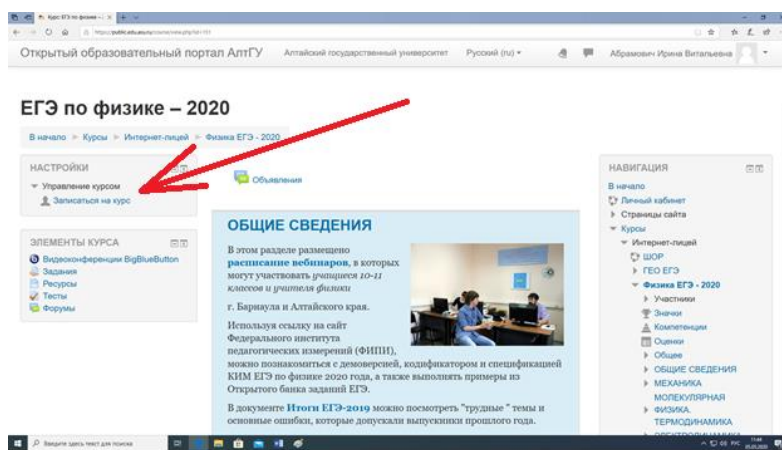 Курс: ЕГЭ по физике –
Открытый образовательный портал АлтГУ
Алтайский государственный университет
Русский (ru)
Абрамович Ирина Витальевна
ЕГЭ по физике – 2020
В начало
Курсы
Интернет-лицей
Физика ЕГЭ - 2020
НАСТРОЙКИ
Управление курсом
Записаться на курс
ЭЛЕМЕНТЫ КУРСА
Видеоконференции BigBlueButton
Задания
Ресурсы
Тесты
Форумы
Объявления
ОБЩИЕ СВЕДЕНИЯ
В этом разделе размещено
расписание вебинаров, в которых
могут участвовать учащиеся 10-11
классов и учителя физики
г. Барнаула и Алтайского края.
Используя ссылку на сайт
Федерального института
педагогических измерений (ФИПИ),
можно познакомиться с демоверсией, кодификатором и спецификацией
КИМ ЕГЭ по физике 2020 года, а также выполнять примеры из
Открытого банка заданий ЕГЭ.
В документе Итоги ЕГЭ-2019 можно посмотреть "трудные " темы и
основные ошибки, которые допускали выпускники прошлого года.
НАВИГАЦИЯ
В начало
Личный кабинет
Страницы сайта
Курсы
Интернет-лицей
ШОР
ГЕО ЕГЭ
Физика ЕГЭ - 2020
Участники
Значки
Компетенции
Оценки
Общее
ОБЩИЕ СВЕДЕНИЯ
МЕХАНИКА
МОЛЕКУЛЯРНАЯ
ФИЗИКА.
ТЕРМОДИНАМИКА
ЭЛЕКТРОДИНАМИКА
Введите здесь текст для поиска
РУС